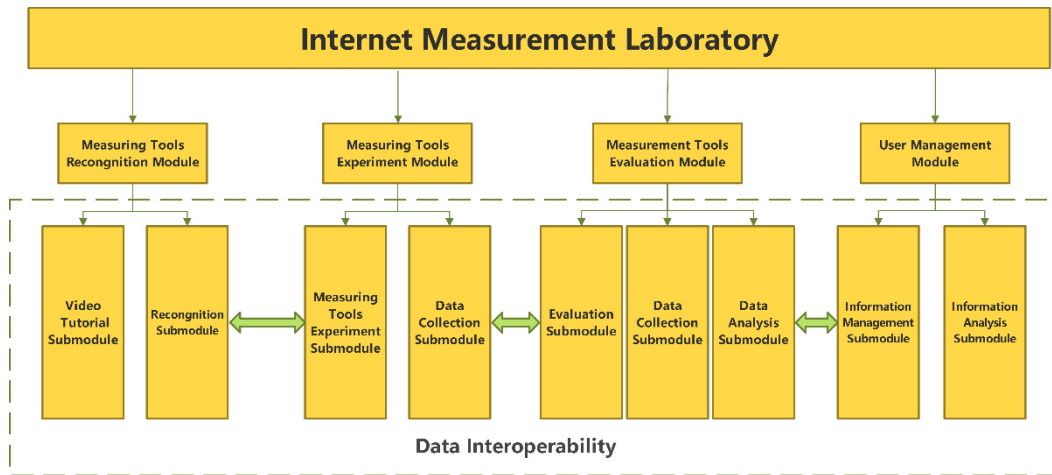 Internet Measurement Laboratory
Measuring Tools
Recongnition Module
Measuring Tools
Experiment Module
Measurement Tools
Evaluation Module
User Management
Module
Video
Tutorial
Submodule
Recongnition
Submodule
Measuring
Tools
Experiment
Submodule
Data
Collection
Submodule
Evaluation
Submodule
Data
Collection
Submodule
Data
Analysis
Submodule
Information
Management
Submodule
Information
Analysis
Submodule
Data Interoperability